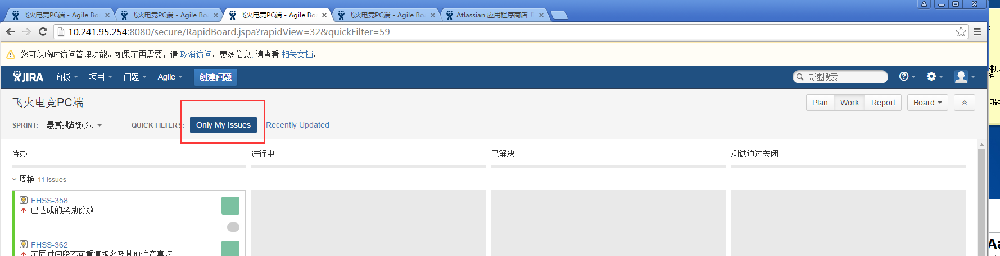 飞火电竞PC端 - Agile Bo
飞火电竞PC端 - Agile Bo
飞火电竞PC端 - Agile Bo
飞火电竞PC端 - Agile Bo
Atlassian 应用程序商店 JI
10.241.95.254:8080/secure/RapidBoard.jspa?rapidView=32&quickFilter=59
您可以临时访问管理功能。如果不再需要，请 取消访问。更多信息, 请查看 相关文档。.
JIRA 面板 项目 问题 Agile 创建问题 快速搜索
飞火电竞PC端
Plan Work Report Board
SPRINT: 悬赏挑战玩法 QUICK FILTERS: Only My Issues Recently Updated
待办 进行中 已解决 测试通过关闭
周艳 11 issues
FHSS-358
已达成的奖励份数
FHSS-362
不同时间段不可重复报名及其他注意事项
排序
问题
Aa